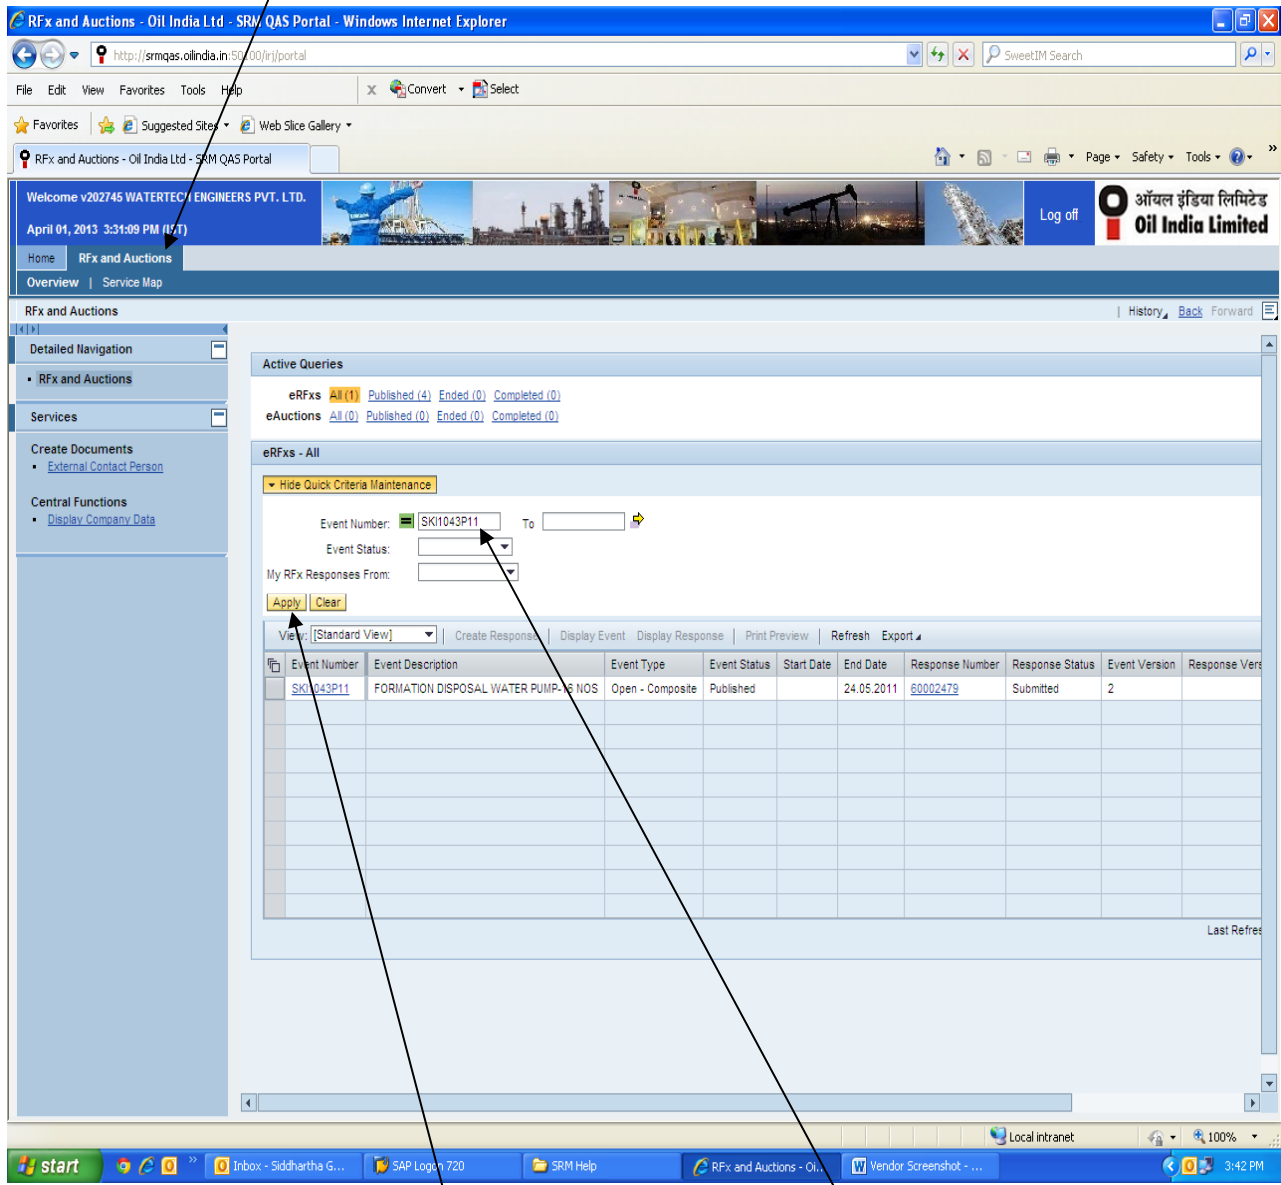 RFx and Auctions - Oil India Ltd - SRM QAS Portal - Windows Internet Explorer
http://srmqas.oilindia.in:50 00/irj/portal
SweetIM Search
File Edit View Favorites Tools Help x Convert Select
Favorites Suggested Sites Web Slice Gallery
RFx and Auctions - Oil India Ltd - SRM QAS Portal
Page Safety Tools »
Welcome v202745 WATERTECH ENGINEERS PVT. LTD.
April 01, 2013 3:31:09 PM (IST)
Log off
ऑयल इंडिया लिमिटेड
Oil India Limited
Home RFx and Auctions
Overview | Service Map
RFx and Auctions
| History Back Forward
Detailed Navigation
RFx and Auctions
Services
Create Documents
External Contact Person
Central Functions
Display Company Data
Active Queries
eRFxs All (1) Published (4) Ended (0) Completed (0)
eAuctions All (0) Published (0) Ended (0) Completed (0)
eRFxs - All
Hide Quick Criteria Maintenance
Event Number: SKI1043P11 To
Event Status:
My RFx Responses From:
Apply Clear
View: [Standard View] | Create Response | Display Event Display Response | Print Preview | Refresh Export
Event Number Event Description Event Type Event Status Start Date End Date Response Number Response Status Event Version Response Vers
SKI1043P11 FORMATION DISPOSAL WATER PUMP-16 NOS Open - Composite Published 24.05.2011 60002479 Submitted 2
Last Refres
Local intranet 100%
start » Inbox - Siddhartha G... SAP Logon 720 SRM Help RFx and Auctions - Oi... Vendor Screenshot - ... 3:42 PM